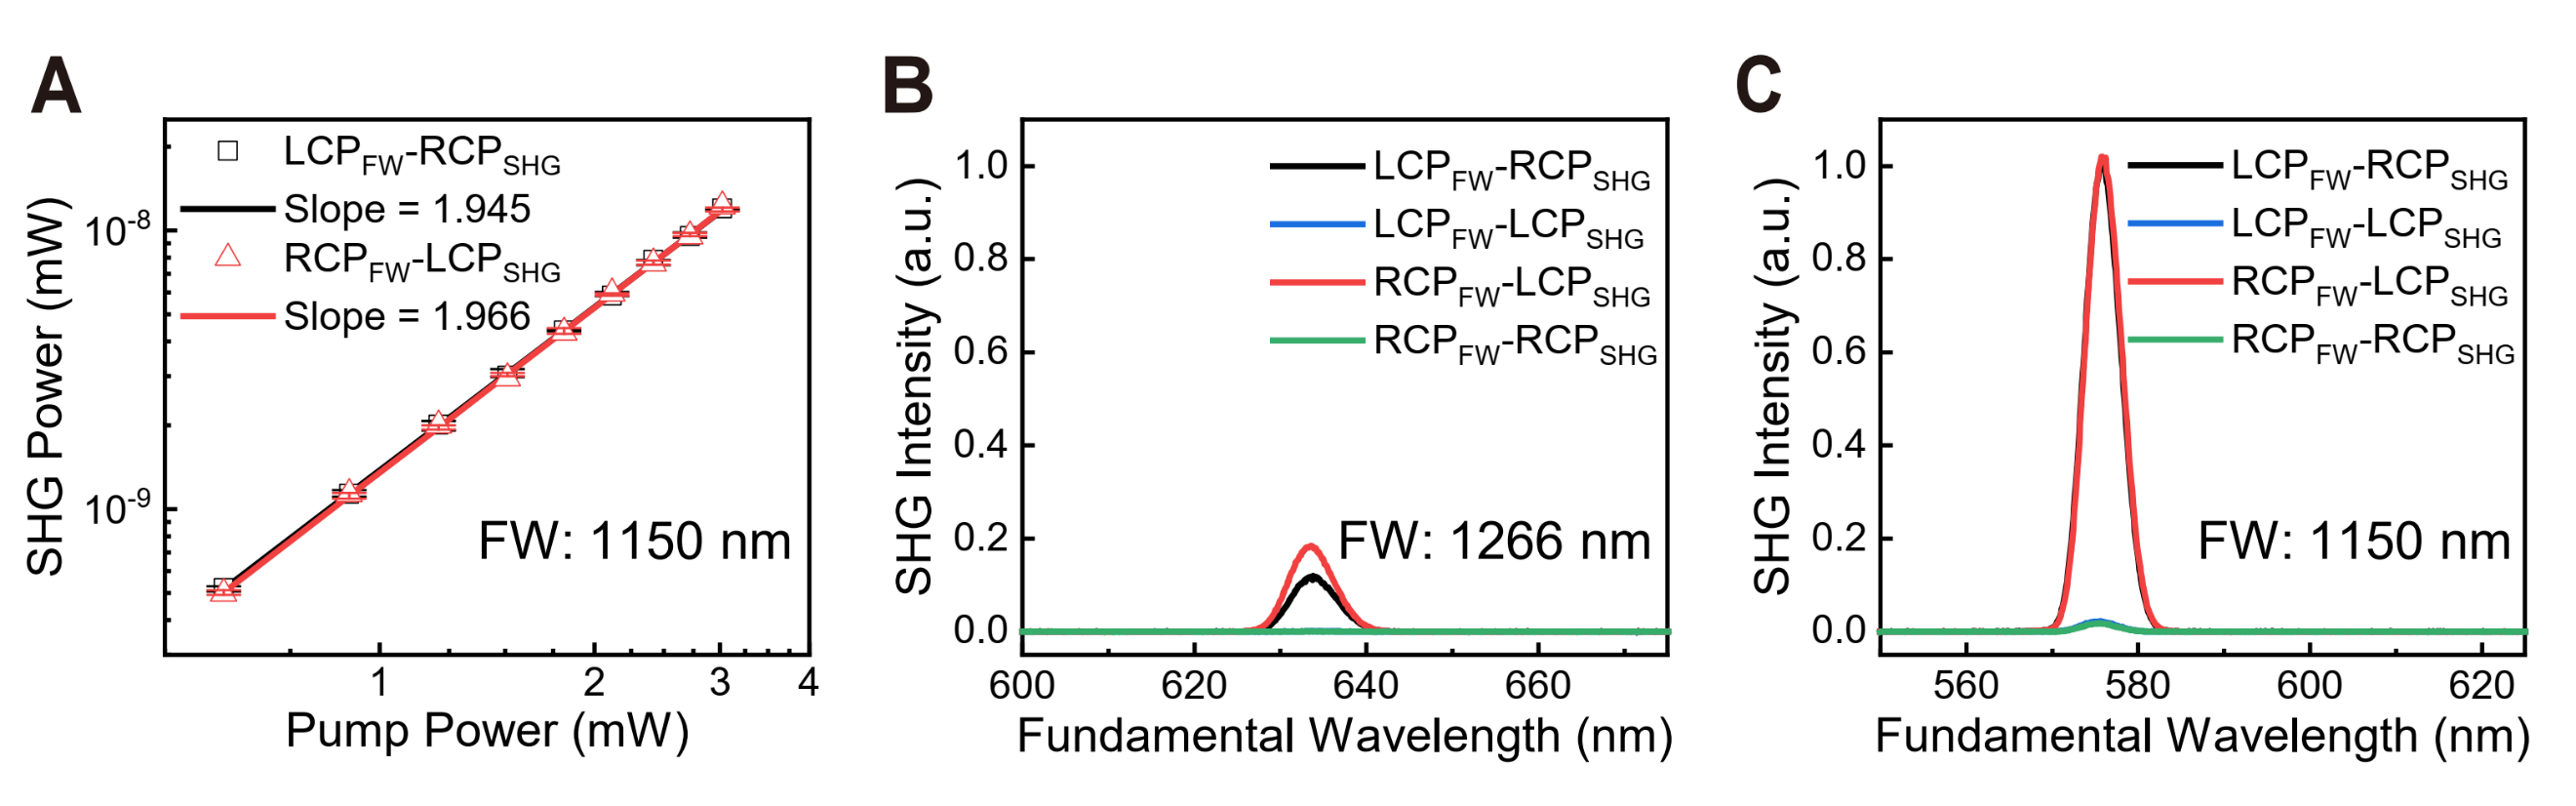 A
SHG Power (mW)
10-8
10-9
LCPFW-RCPSHG
Slope = 1.945
RCPFW-LCPSHG
Slope = 1.966
FW: 1150 nm
1 2 3 4
Pump Power (mW)
B
SHG Intensity (a.u.)
1.0
0.8
0.6
0.4
0.2
0.0
LCPFW-RCPSHG
LCPFW-LCPSHG
RCPFW-LCPSHG
RCPFW-RCPSHG
FW: 1266 nm
600 620 640 660
Fundamental Wavelength (nm)
C
SHG Intensity (a.u.)
1.0
0.8
0.6
0.4
0.2
0.0
LCPFW-RCPSHG
LCPFW-LCPSHG
RCPFW-LCPSHG
RCPFW-RCPSHG
FW: 1150 nm
560 580 600 620
Fundamental Wavelength (nm)